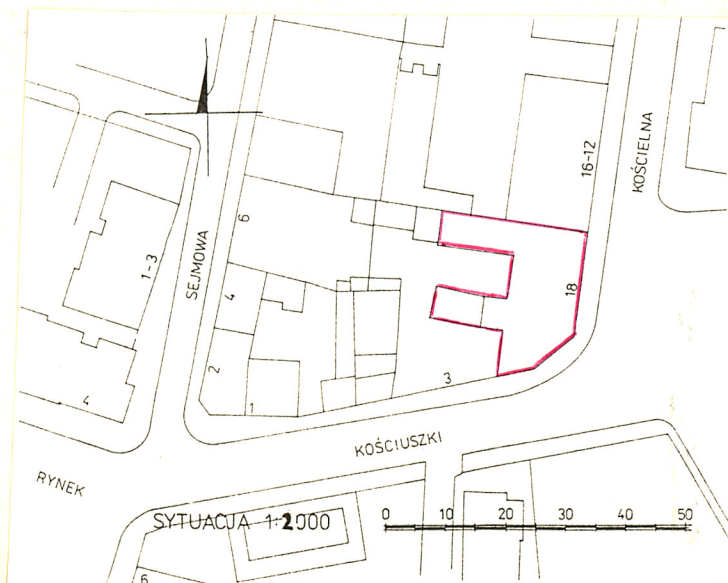 16-12
KOŚCIELNA
6
SEJMOWA
1-3
4
18
2
3
4
1
KOŚCIUSZKI
RYNEK
SYTUACJA 1:2000
0 10 20 30 40 50
6